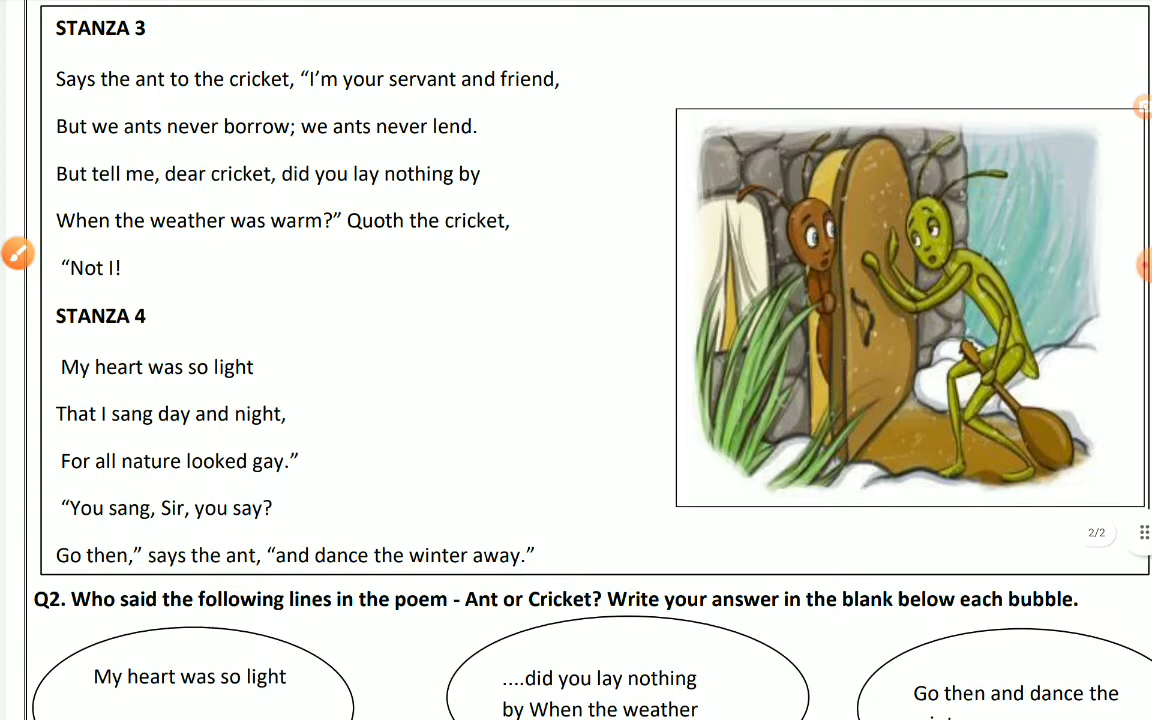 STANZA 3
Says the ant to the cricket, “I’m your servant and friend,
But we ants never borrow; we ants never lend.
But tell me, dear cricket, did you lay nothing by
When the weather was warm?” Quoth the cricket,
“Not I!
STANZA 4
My heart was so light
That I sang day and night,
For all nature looked gay.”
“You sang, Sir, you say?
2/2
Go then,” says the ant, “and dance the winter away.”
Q2. Who said the following lines in the poem - Ant or Cricket? Write your answer in the blank below each bubble.
My heart was so light
....did you lay nothing
by When the weather
Go then and dance the